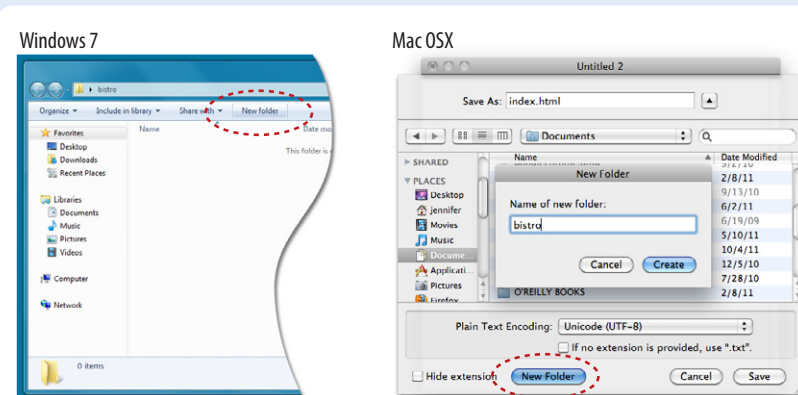 Windows 7
bistro
Organize Include in library Share with New folder
Name Date mo
This folder is
Favorites
Desktop
Downloads
Recent Places
Libraries
Documents
Music
Pictures
Videos
Computer
Network
0 items
Mac OSX
Untitled 2
Save As: index.html
Documents
Name Date Modified
SHARED
PLACES
Desktop
jennifer
Movies
Music
Docume...
Applicati...
Pictures
Firefox
New Folder
Name of new folder:
bistro
Cancel Create
O'REILLY BOOKS
2/8/11
9/13/10
6/2/11
6/19/09
5/10/11
10/4/11
12/5/10
7/28/10
2/8/11
Plain Text Encoding: Unicode (UTF-8)
If no extension is provided, use ".txt".
Hide extension New Folder Cancel Save